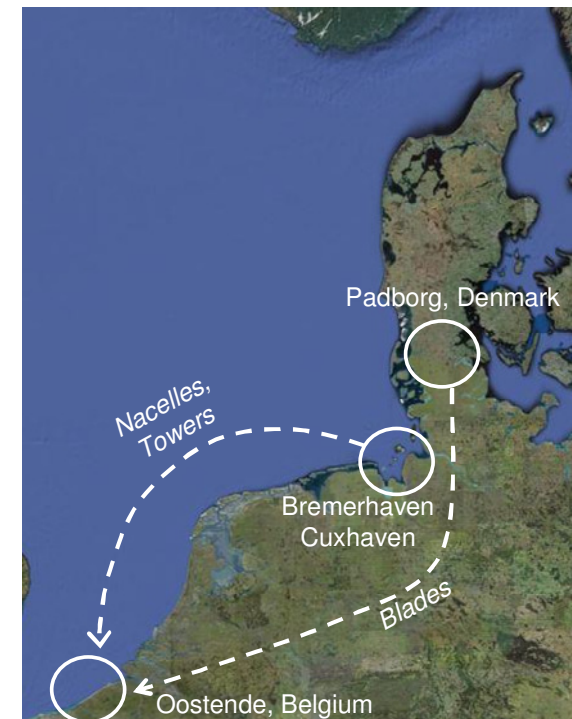 Padborg, Denmark
Nacelles,
Towers
Bremerhaven
Cuxhaven
Blades
Oostende, Belgium